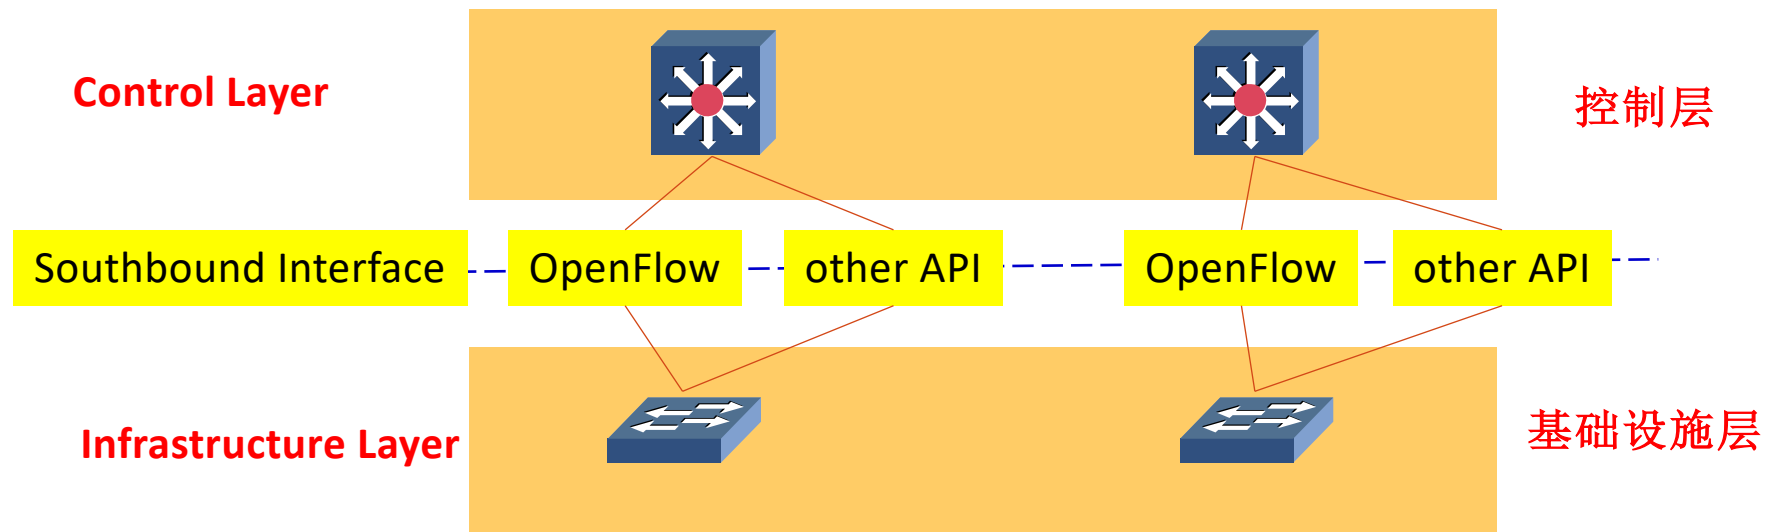 Control Layer
控制层
Southbound Interface
OpenFlow
other API
OpenFlow
other API
Infrastructure Layer
基础设施层